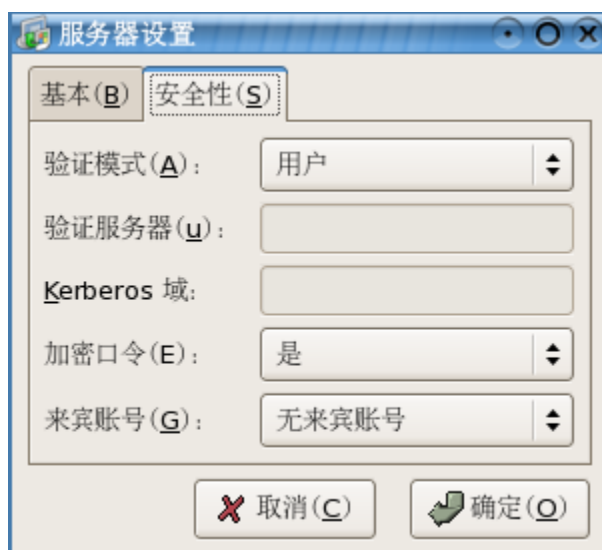 服务器设置
基本(B) 安全性(S)
验证模式(A): 用户
验证服务器(u):
Kerberos 域:
加密口令(E): 是
来宾账号(G): 无来宾账号
取消(C) 确定(O)